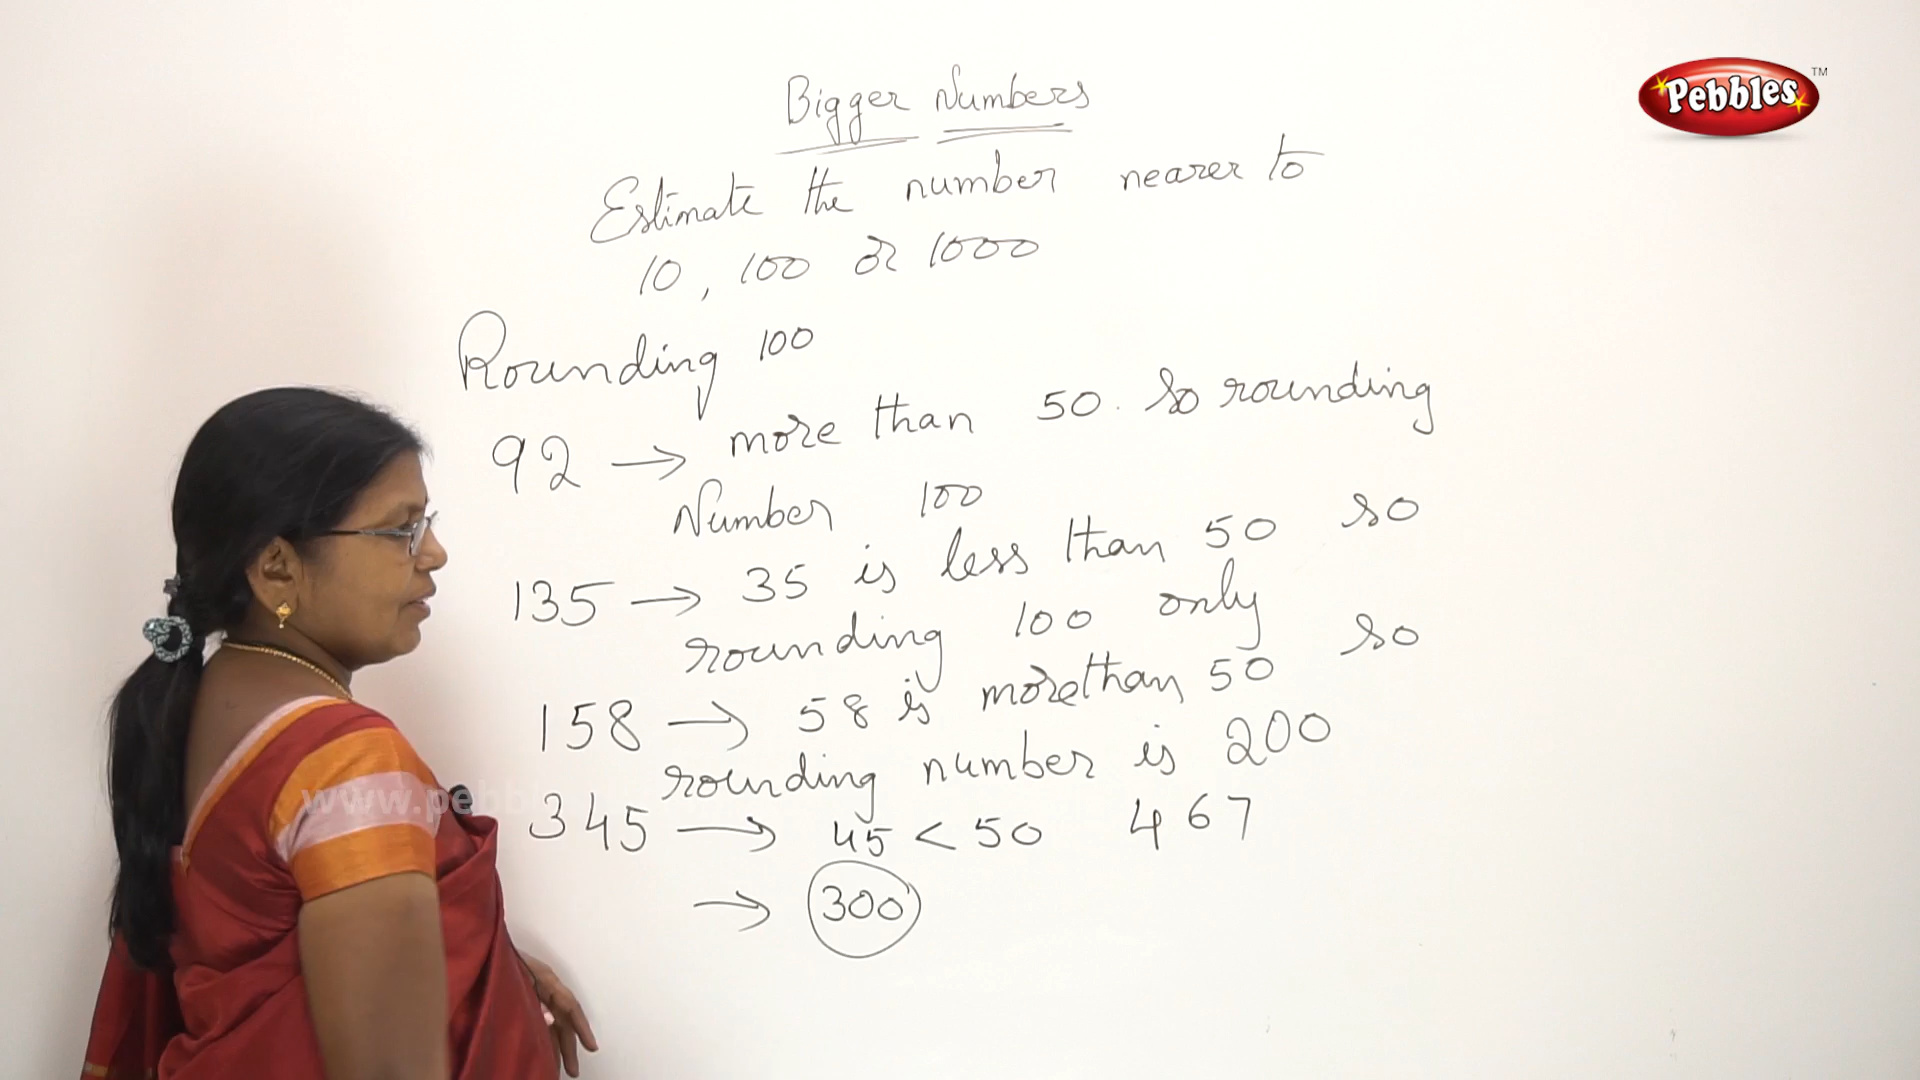 Pebbles TM
Bigger Numbers
Estimate the number nearer to
10, 100 or 1000
Rounding 100
92 → more than 50. So rounding
Number 100
135 → 35 is less than 50 so
rounding 100 only
158 → 58 is morethan 50 so
rounding number is 200
345 → 45 < 50 467
→ 300